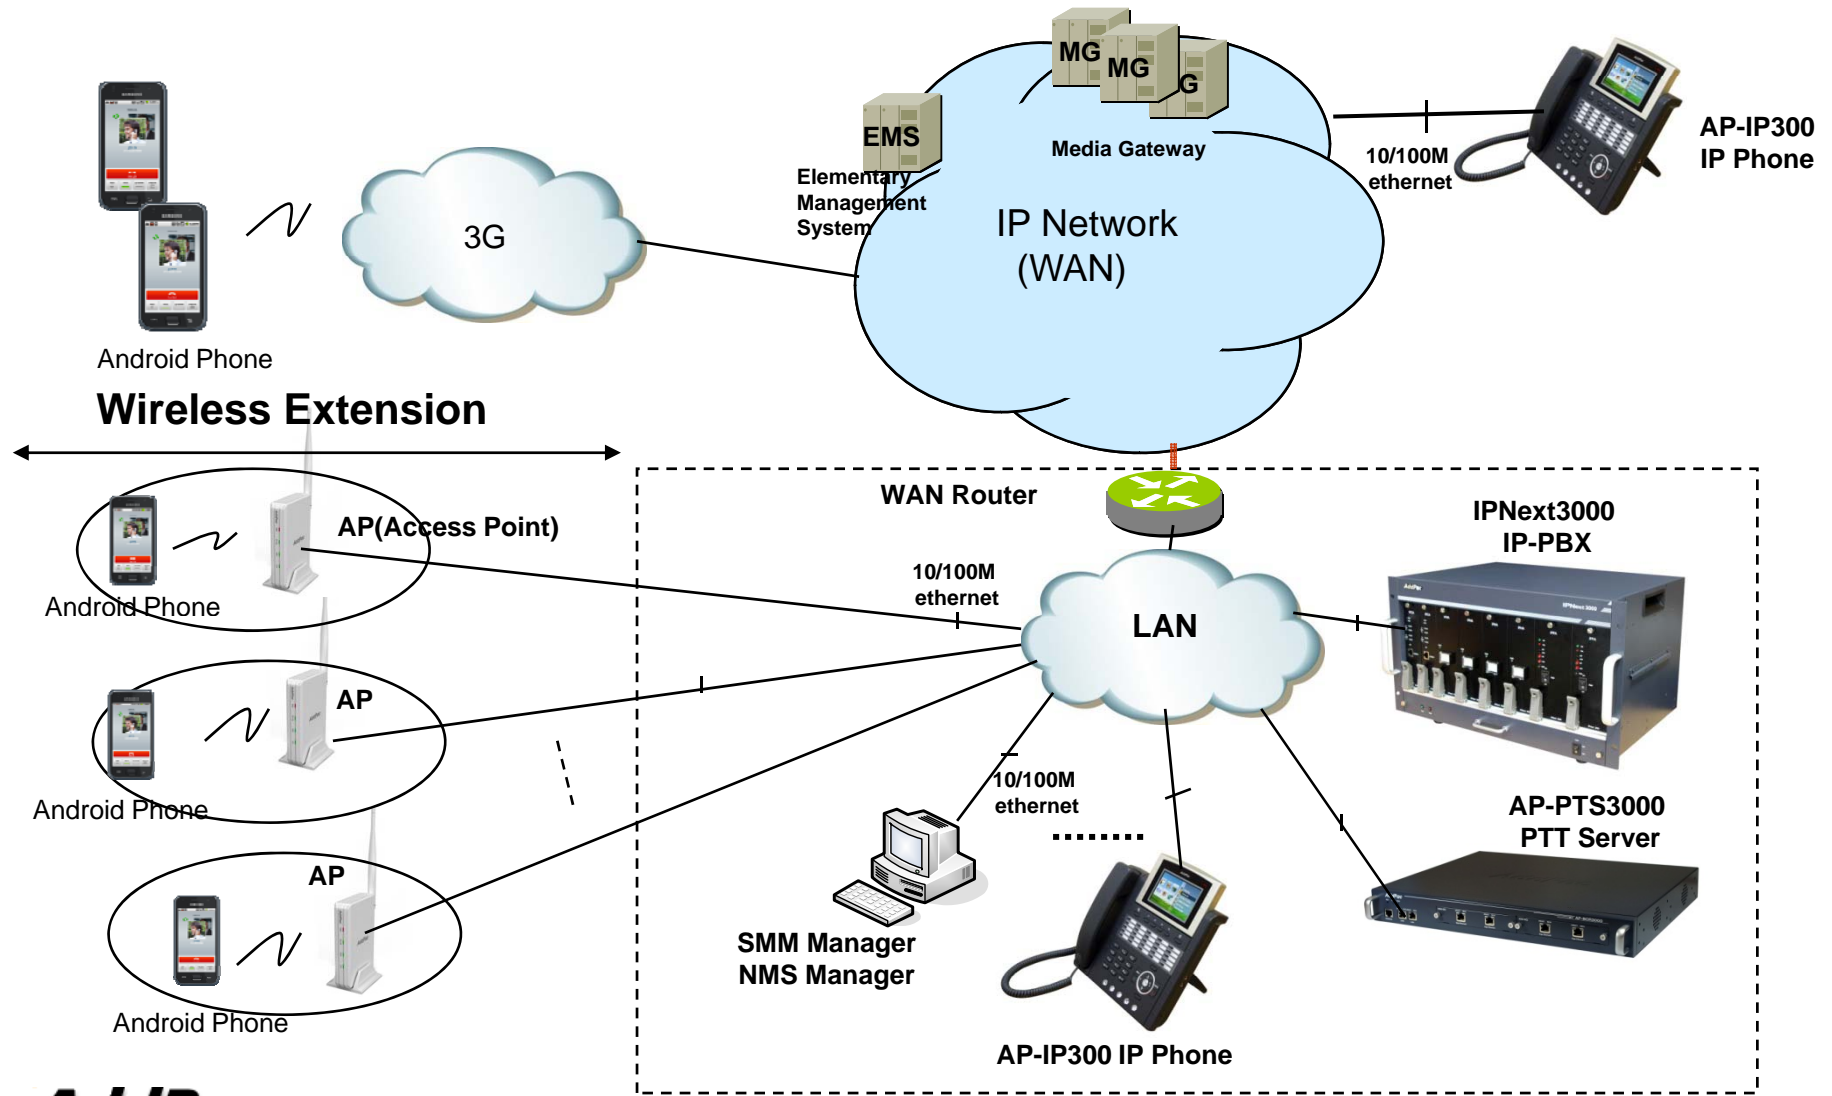 MG
MG
G
EMS
Media Gateway
Elementary
Management
System
IP Network
(WAN)
10/100M
ethernet
AP-IP300
IP Phone
3G
Android Phone
Wireless Extension
WAN Router
AP(Access Point)
Android Phone
10/100M
ethernet
LAN
IPNext3000
IP-PBX
AP
Android Phone
10/100M
ethernet
AP-PTS3000
PTT Server
AP
Android Phone
SMM Manager
NMS Manager
AP-IP300 IP Phone